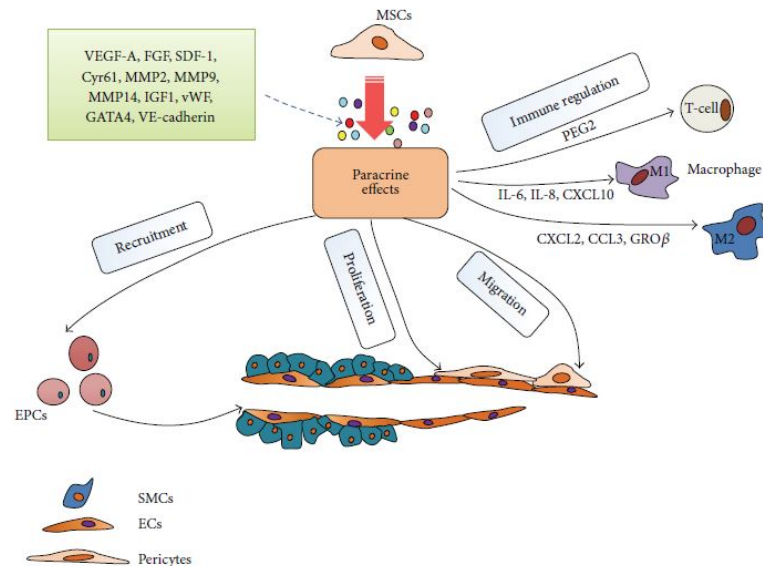 MSCs
VEGF-A, FGF, SDF-1,
Cyr61, MMP2, MMP9,
MMP14, IGF1, vWF,
GATA4, VE-cadherin
Immune regulation
T-cell
PEG2
Paracrine
effects
M1
Macrophage
IL-6, IL-8, CXCL10
CXCL2, CCL3, GROβ
M2
Recruitment
Proliferation
Migration
EPCs
SMCs
ECs
Pericytes